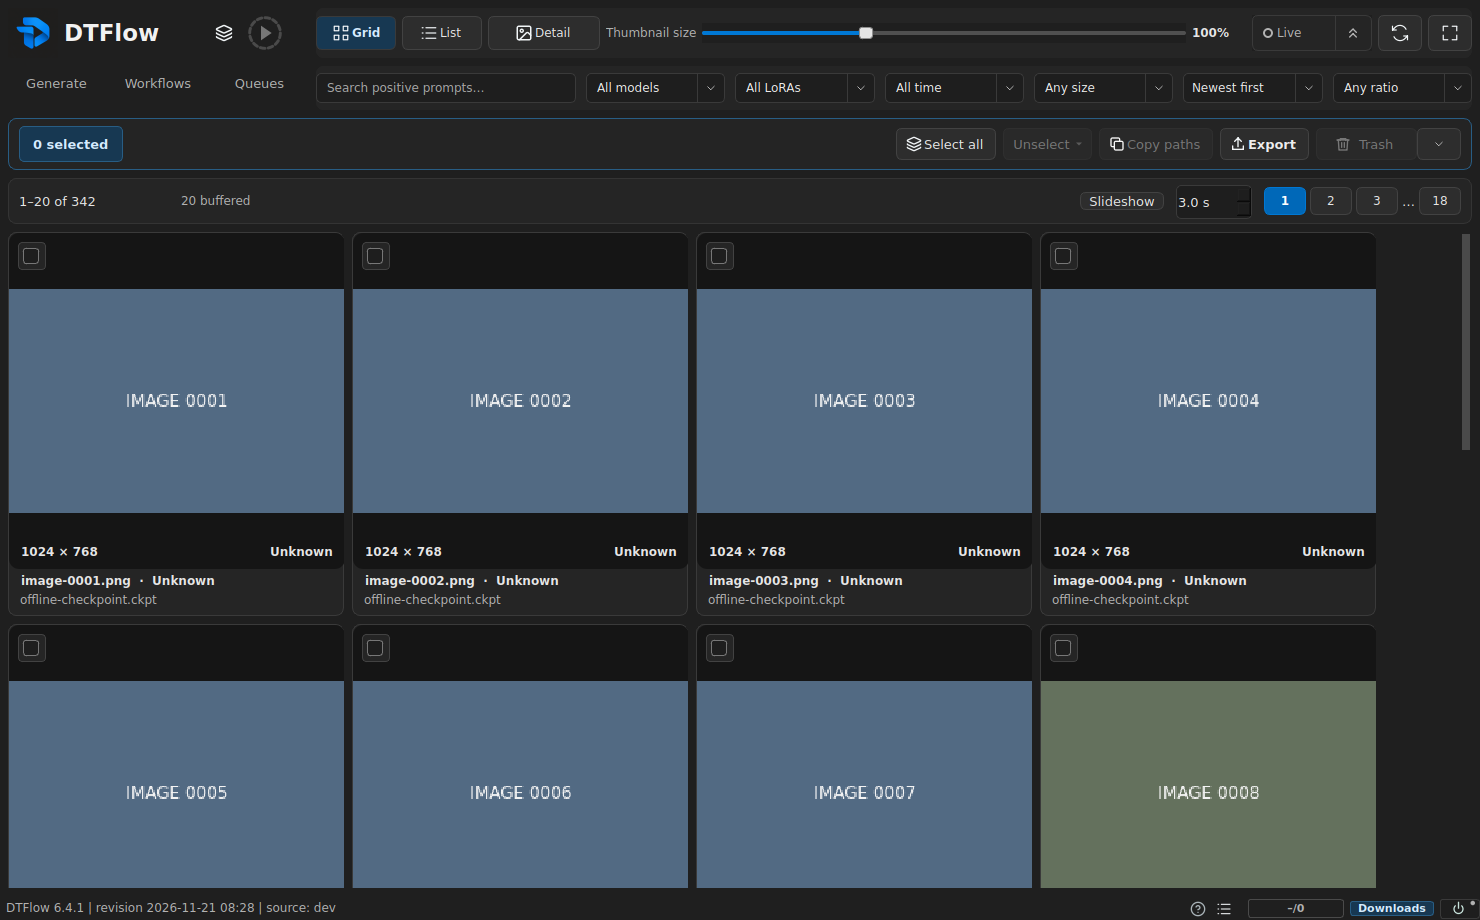 DTFlow
Grid
List
Detail
Thumbnail size
100%
Live
Generate
Workflows
Queues
Search positive prompts...
All models
All LoRAs
All time
Any size
Newest first
Any ratio
0 selected
Select all
Unselect
Copy paths
Export
Trash
1–20 of 342
20 buffered
Slideshow
3.0 s
1
2
3
...
18
IMAGE 0001
IMAGE 0002
IMAGE 0003
IMAGE 0004
1024 × 768 Unknown
1024 × 768 Unknown
1024 × 768 Unknown
1024 × 768 Unknown
image-0001.png · Unknown
offline-checkpoint.ckpt
image-0002.png · Unknown
offline-checkpoint.ckpt
image-0003.png · Unknown
offline-checkpoint.ckpt
image-0004.png · Unknown
offline-checkpoint.ckpt
IMAGE 0005
IMAGE 0006
IMAGE 0007
IMAGE 0008
DTFlow 6.4.1 | revision 2026-11-21 08:28 | source: dev
-/0
Downloads